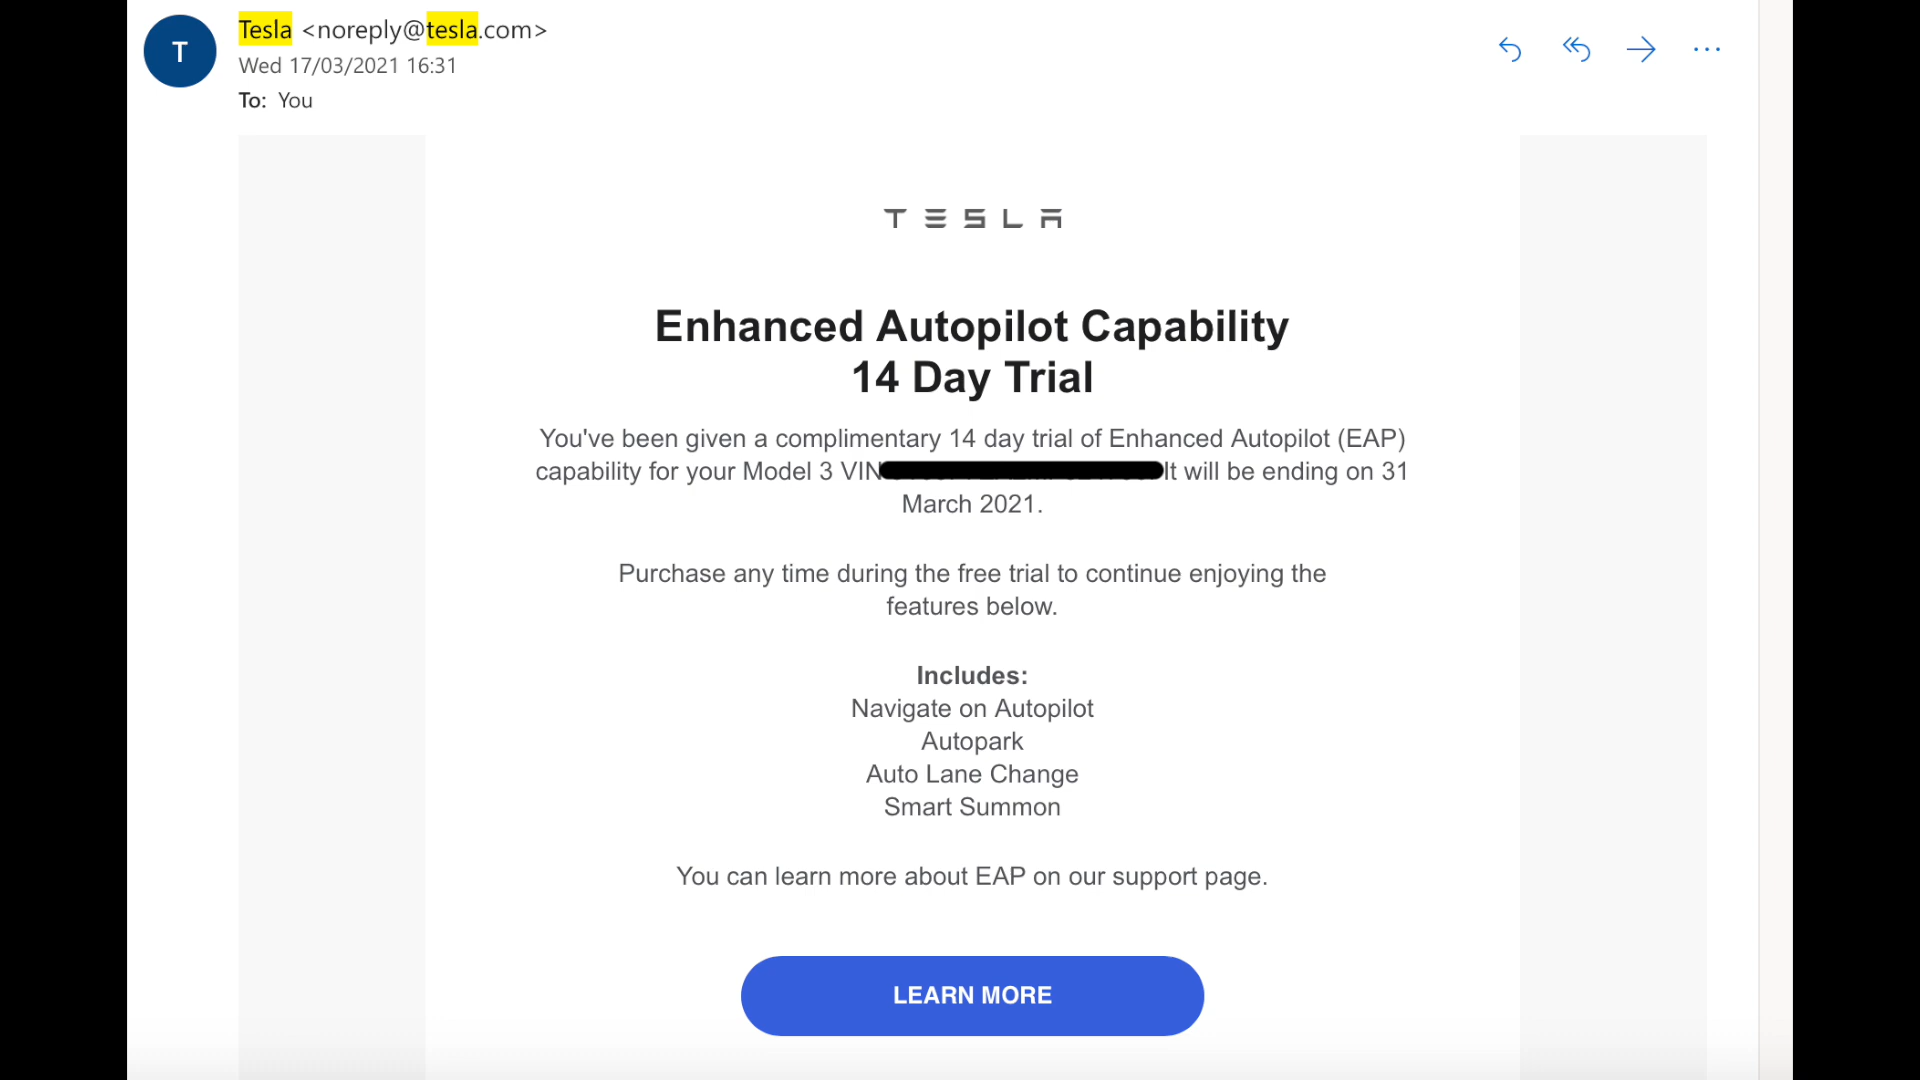 T
Tesla <noreply@tesla.com>
Wed 17/03/2021 16:31
To: You
TESLA
Enhanced Autopilot Capability
14 Day Trial
You've been given a complimentary 14 day trial of Enhanced Autopilot (EAP)
capability for your Model 3 VIN It will be ending on 31
March 2021.
Purchase any time during the free trial to continue enjoying the
features below.
Includes:
Navigate on Autopilot
Autopark
Auto Lane Change
Smart Summon
You can learn more about EAP on our support page.
LEARN MORE